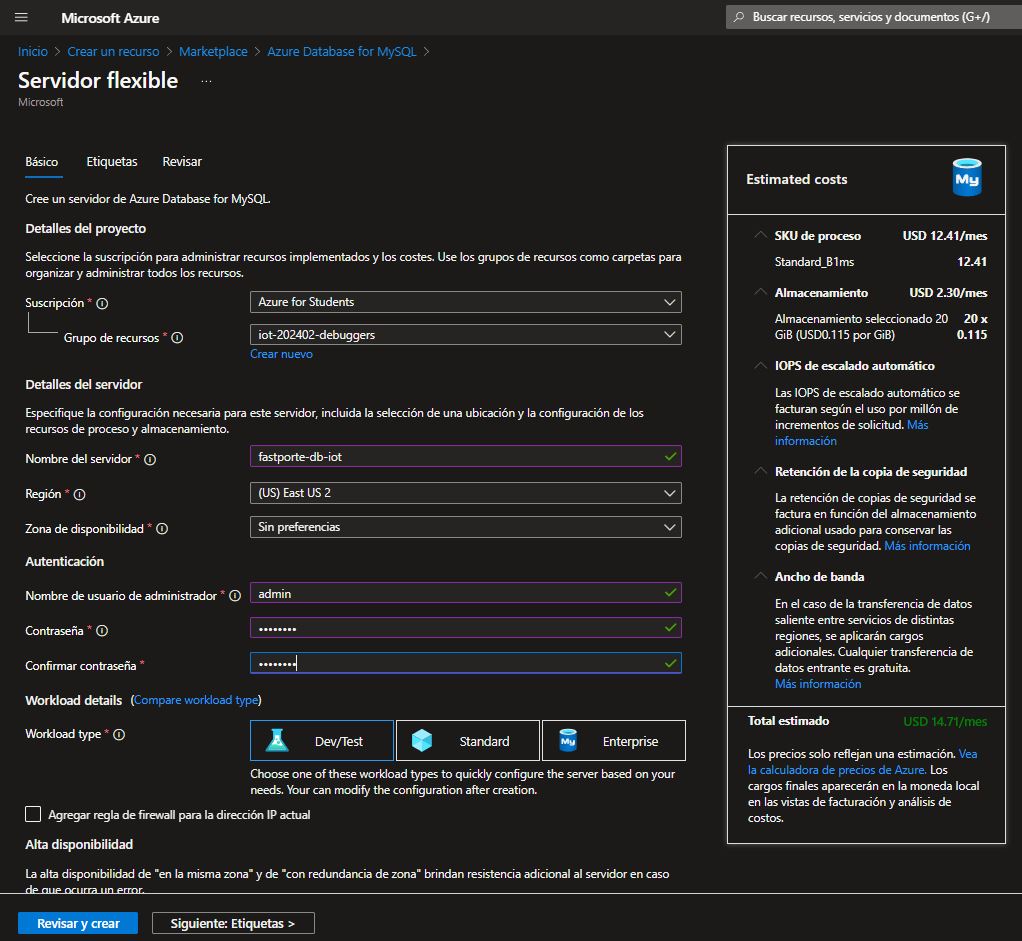 Microsoft Azure
Buscar recursos, servicios y documentos (G+/)
Inicio > Crear un recurso > Marketplace > Azure Database for MySQL >
Servidor flexible ...
Microsoft
Básico Etiquetas Revisar
Cree un servidor de Azure Database for MySQL.
Detalles del proyecto
Seleccione la suscripción para administrar recursos implementados y los costes. Use los grupos de recursos como carpetas para
organizar y administrar todos los recursos.
Suscripción *
Azure for Students
Grupo de recursos *
iot-202402-debuggers
Crear nuevo
Detalles del servidor
Especifique la configuración necesaria para este servidor, incluida la selección de una ubicación y la configuración de los
recursos de proceso y almacenamiento.
Nombre del servidor *
fastporte-db-iot
Región *
(US) East US 2
Zona de disponibilidad *
Sin preferencias
Autenticación
Nombre de usuario de administrador *
admin
Contraseña *
••••••••
Confirmar contraseña *
••••••••
Workload details (Compare workload type)
Workload type *
Dev/Test
Standard
My
Enterprise
Choose one of these workload types to quickly configure the server based on your
needs. Your can modify the configuration after creation.
Agregar regla de firewall para la dirección IP actual
Alta disponibilidad
La alta disponibilidad de "en la misma zona" y de "con redundancia de zona" brindan resistencia adicional al servidor en caso
de que ocurra un error.
Revisar y crear
Siguiente: Etiquetas >
Estimated costs
My
SKU de proceso USD 12.41/mes
Standard_B1ms 12.41
Almacenamiento USD 2.30/mes
Almacenamiento seleccionado 20 20 x
GiB (USD0.115 por GiB) 0.115
IOPS de escalado automático
Las IOPS de escalado automático se
facturan según el uso por millón de
incrementos de solicitud. Más
información
Retención de la copia de seguridad
La retención de copias de seguridad se
factura en función del almacenamiento
adicional usado para conservar las
copias de seguridad. Más información
Ancho de banda
En el caso de la transferencia de datos
saliente entre servicios de distintas
regiones, se aplicarán cargos
adicionales. Cualquier transferencia de
datos entrante es gratuita.
Más información
Total estimado USD 14.71/mes
Los precios solo reflejan una estimación. Vea
la calculadora de precios de Azure. Los
cargos finales aparecerán en la moneda local
en las vistas de facturación y análisis de
costos.